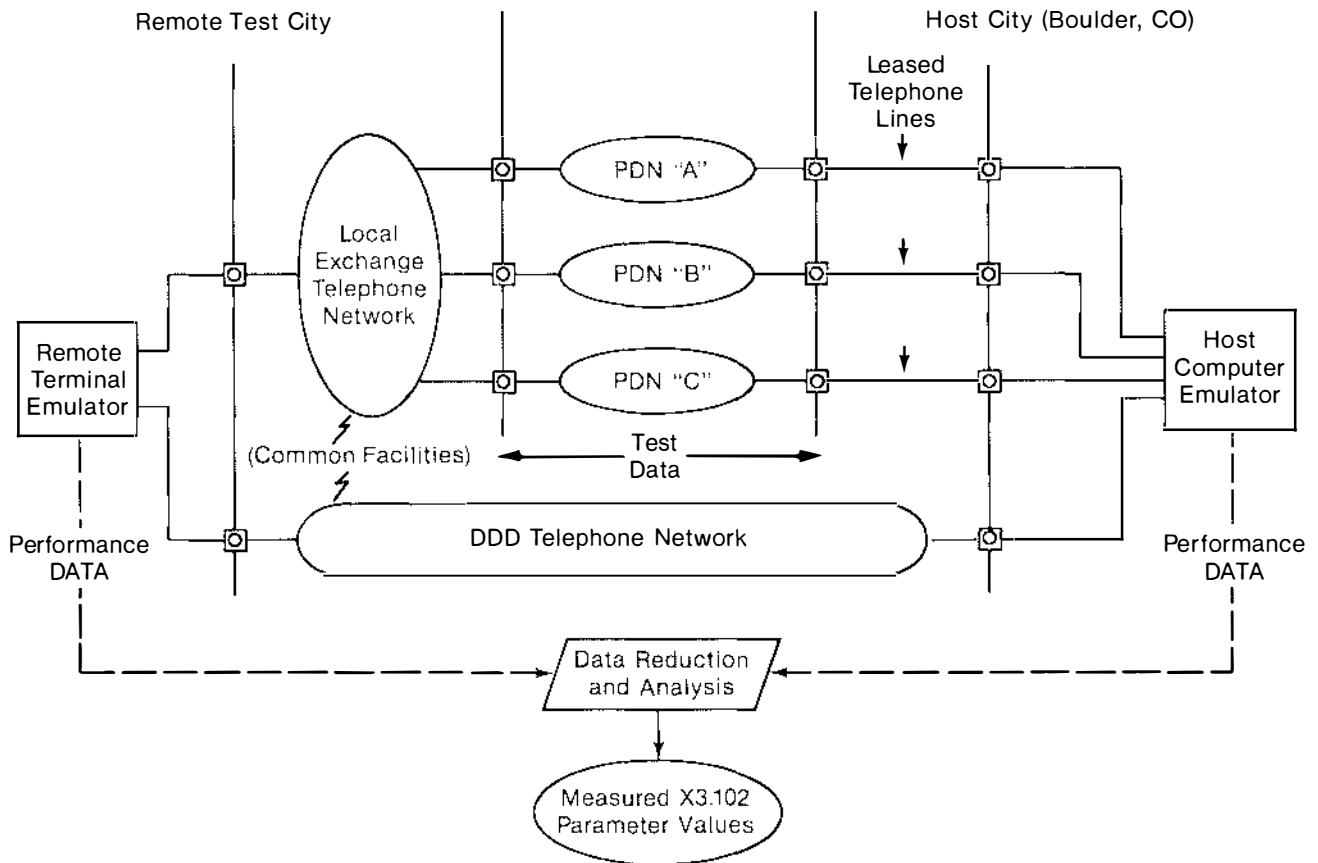 Remote Test City
Host City (Boulder, CO)
Leased
Telephone
Lines
PDN "A"
Local
Exchange
Telephone
Network
PDN "B"
Remote
Terminal
Emulator
Host
Computer
Emulator
PDN "C"
(Common Facilities)
Test
Data
DDD Telephone Network
Performance
DATA
Performance
DATA
Data Reduction
and Analysis
Measured X3.102
Parameter Values